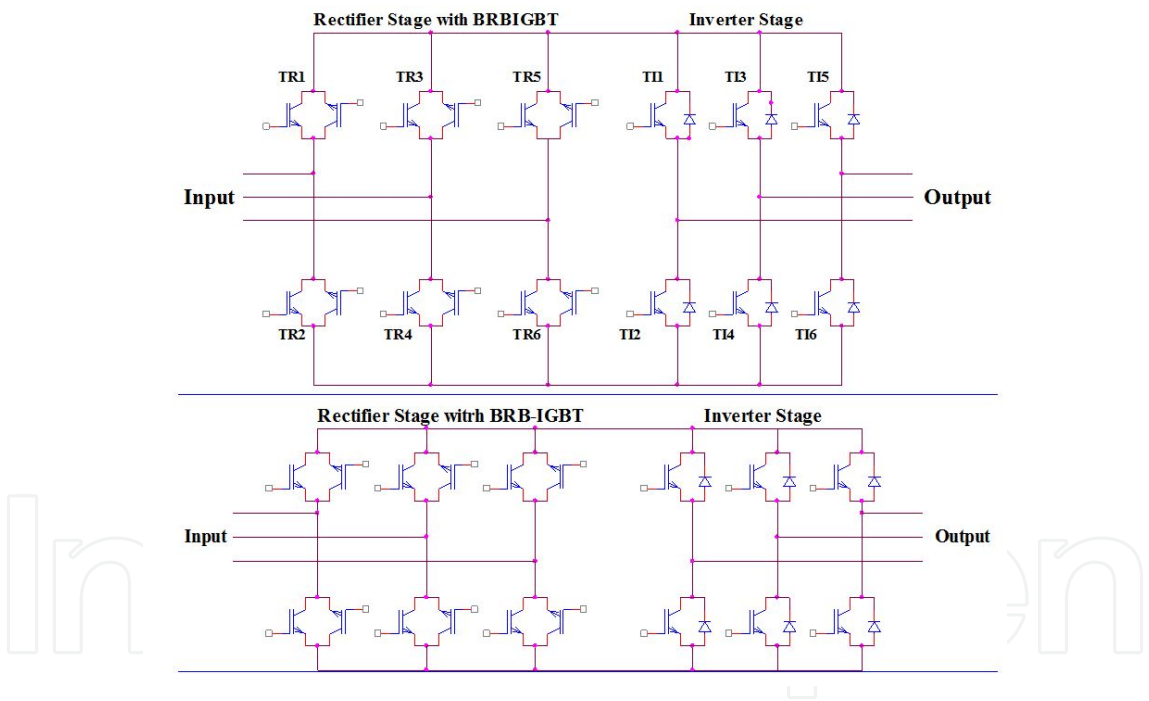 Rectifier Stage with BRBIGBT Inverter Stage
TR1 TR3 TR5 TI1 TI3 TI5
Input Output
TR2 TR4 TR6 TI2 TI4 TI6
Rectifier Stage witrh BRB-IGBT Inverter Stage
Input Output